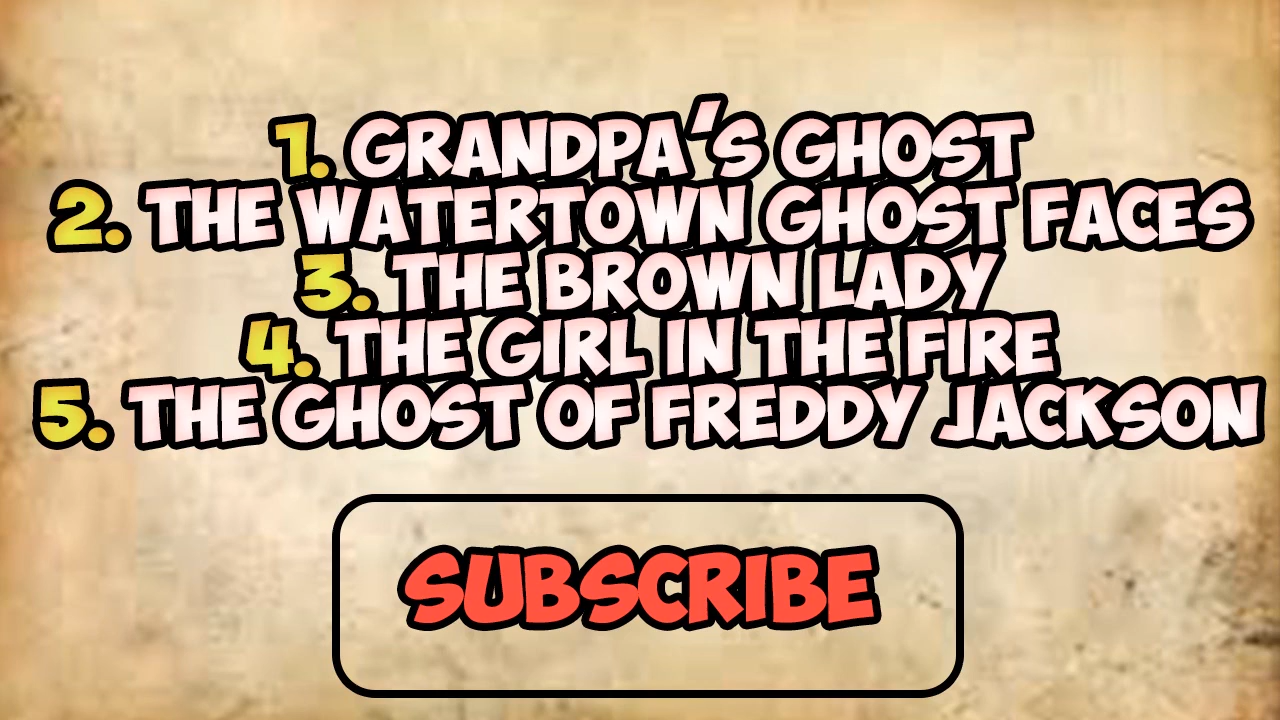 1. GRANDPA'S GHOST
2. THE WATERTOWN GHOST FACES
3. THE BROWN LADY
4. THE GIRL IN THE FIRE
5. THE GHOST OF FREDDY JACKSON
SUBSCRIBE